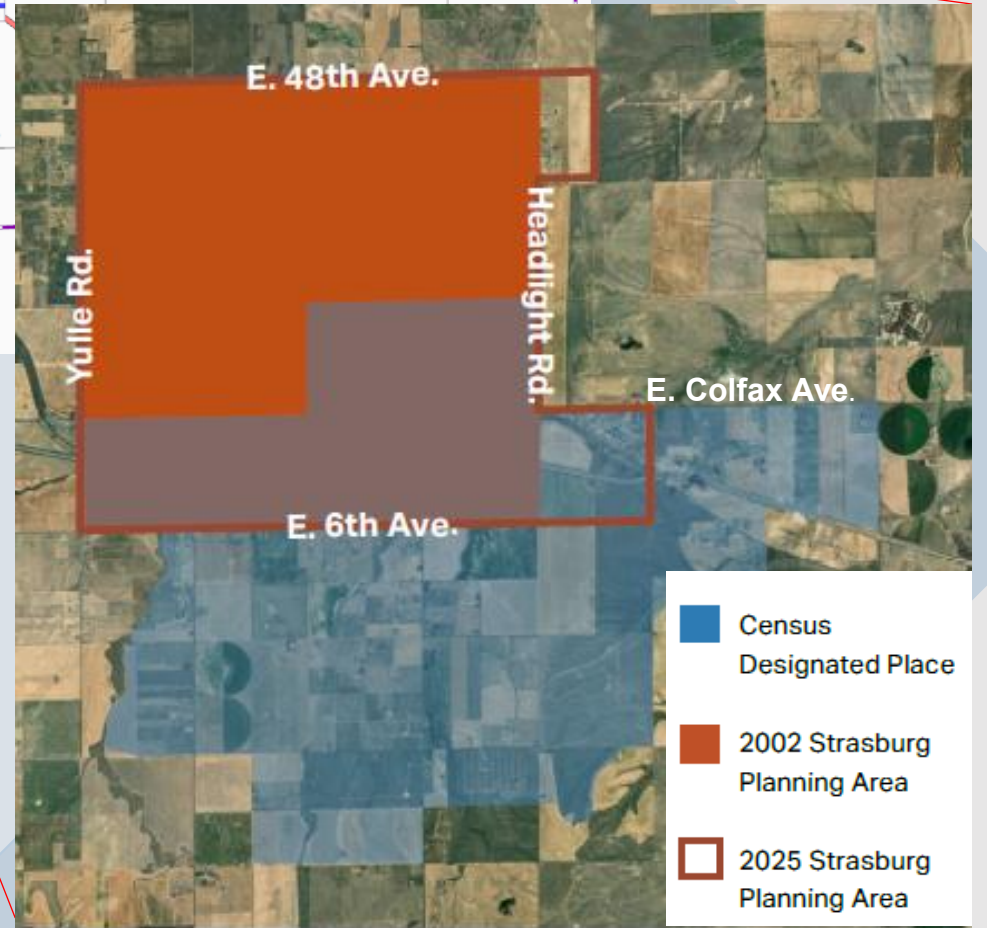 E. 48th Ave.
Yulle Rd.
Headlight Rd.
E. Colfax Ave.
E. 6th Ave.
Census
Designated Place
2002 Strasburg
Planning Area
2025 Strasburg
Planning Area